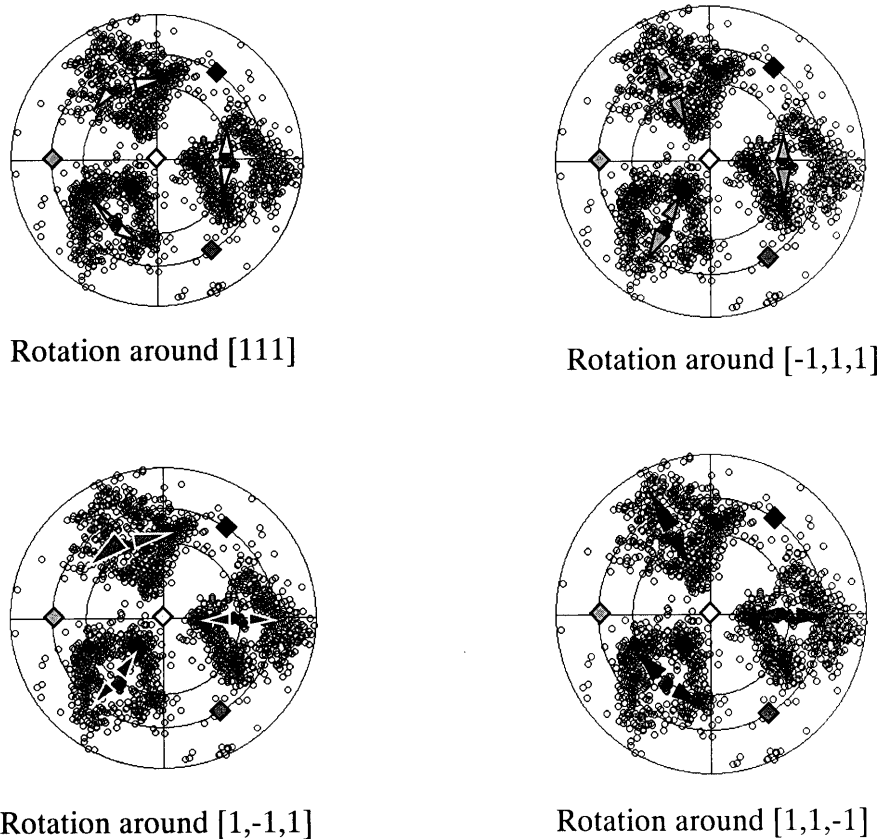 Rotation around [111]
Rotation around [-1,1,1]
Rotation around [1,-1,1]
Rotation around [1,1,-1]